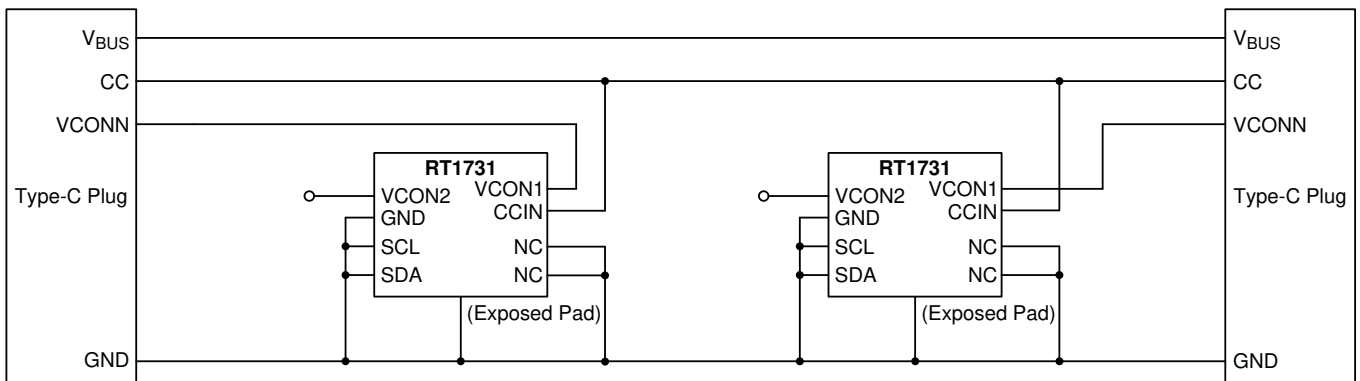 VBUS
CC
VCONN
Type-C Plug
GND
RT1731
VCON2
GND
SCL
SDA
VCON1
CCIN
NC
NC
(Exposed Pad)
RT1731
VCON2
GND
SCL
SDA
VCON1
CCIN
NC
NC
(Exposed Pad)
VBUS
CC
VCONN
Type-C Plug
GND